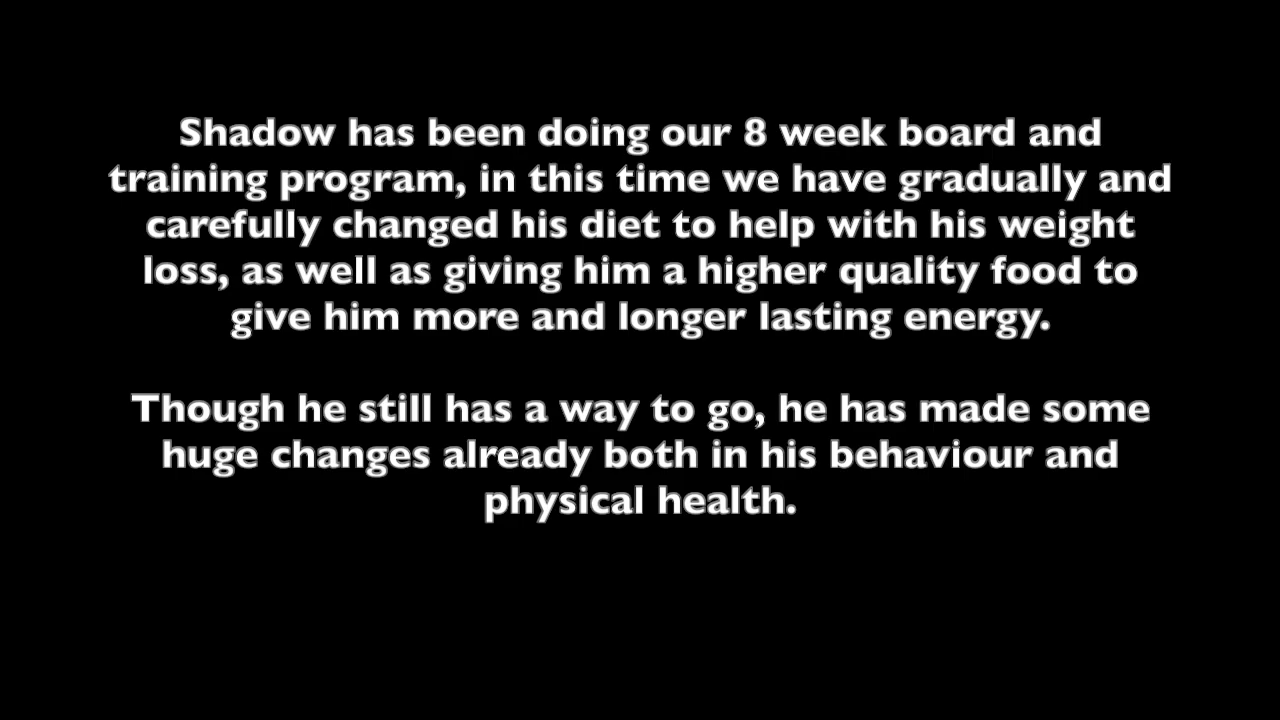 Shadow has been doing our 8 week board and
training program, in this time we have gradually and
carefully changed his diet to help with his weight
loss, as well as giving him a higher quality food to
give him more and longer lasting energy.
Though he still has a way to go, he has made some
huge changes already both in his behaviour and
physical health.